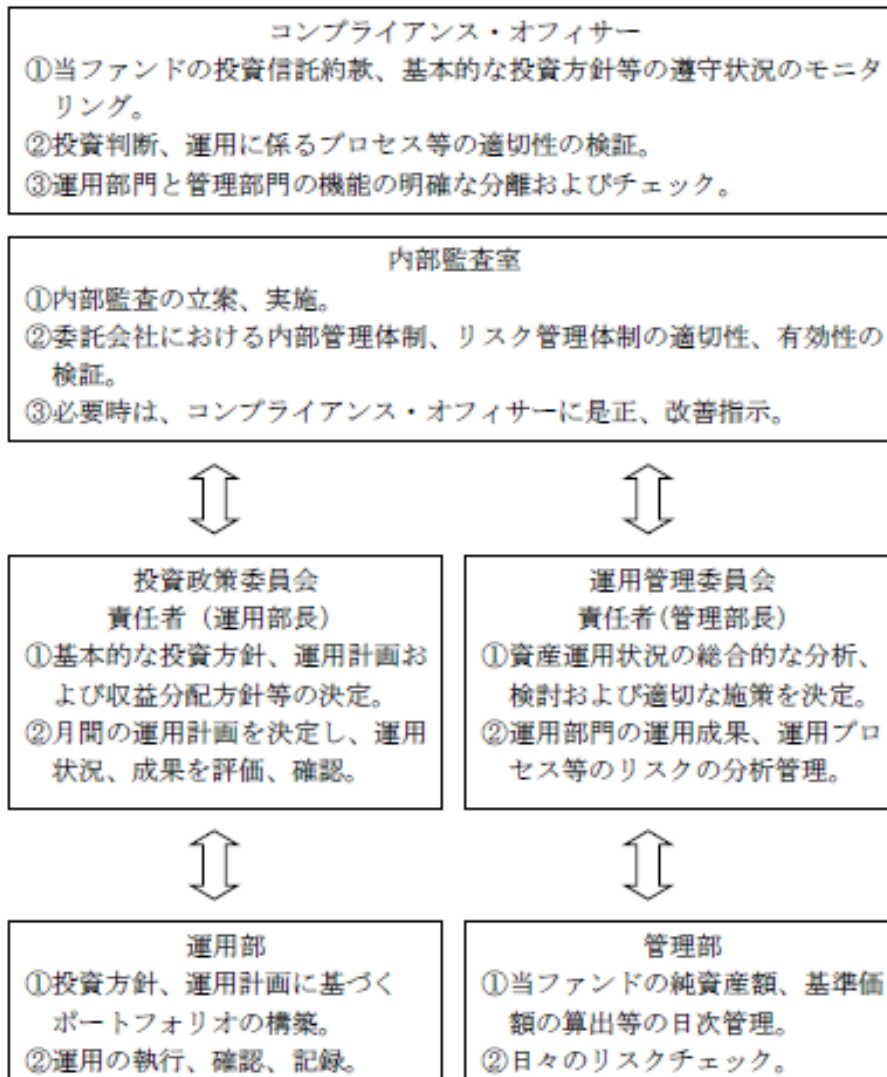 コンプライアンス・オフィサー
①当ファンドの投資信託約款、基本的な投資方針等の遵守状況のモニタ
リング。
②投資判断、運用に係るプロセス等の適切性の検証。
③運用部門と管理部門の機能の明確な分離およびチェック。
内部監査室
①内部監査の立案、実施。
②委託会社における内部管理体制、リスク管理体制の適切性、有効性の
検証。
③必要時は、コンプライアンス・オフィサーに是正、改善指示。
投資政策委員会
責任者（運用部長）
①基本的な投資方針、運用計画お
よび収益分配方針等の決定。
②月間の運用計画を決定し、運用
状況、成果を評価、確認。
運用管理委員会
責任者(管理部長)
①資産運用状況の総合的な分析、
検討および適切な施策を決定。
②運用部門の運用成果、運用プロ
セス等のリスクの分析管理。
運用部
①投資方針、運用計画に基づく
ポートフォリオの構築。
②運用の執行、確認、記録。
管理部
①当ファンドの純資産額、基準価
額の算出等の日次管理。
②日々のリスクチェック。